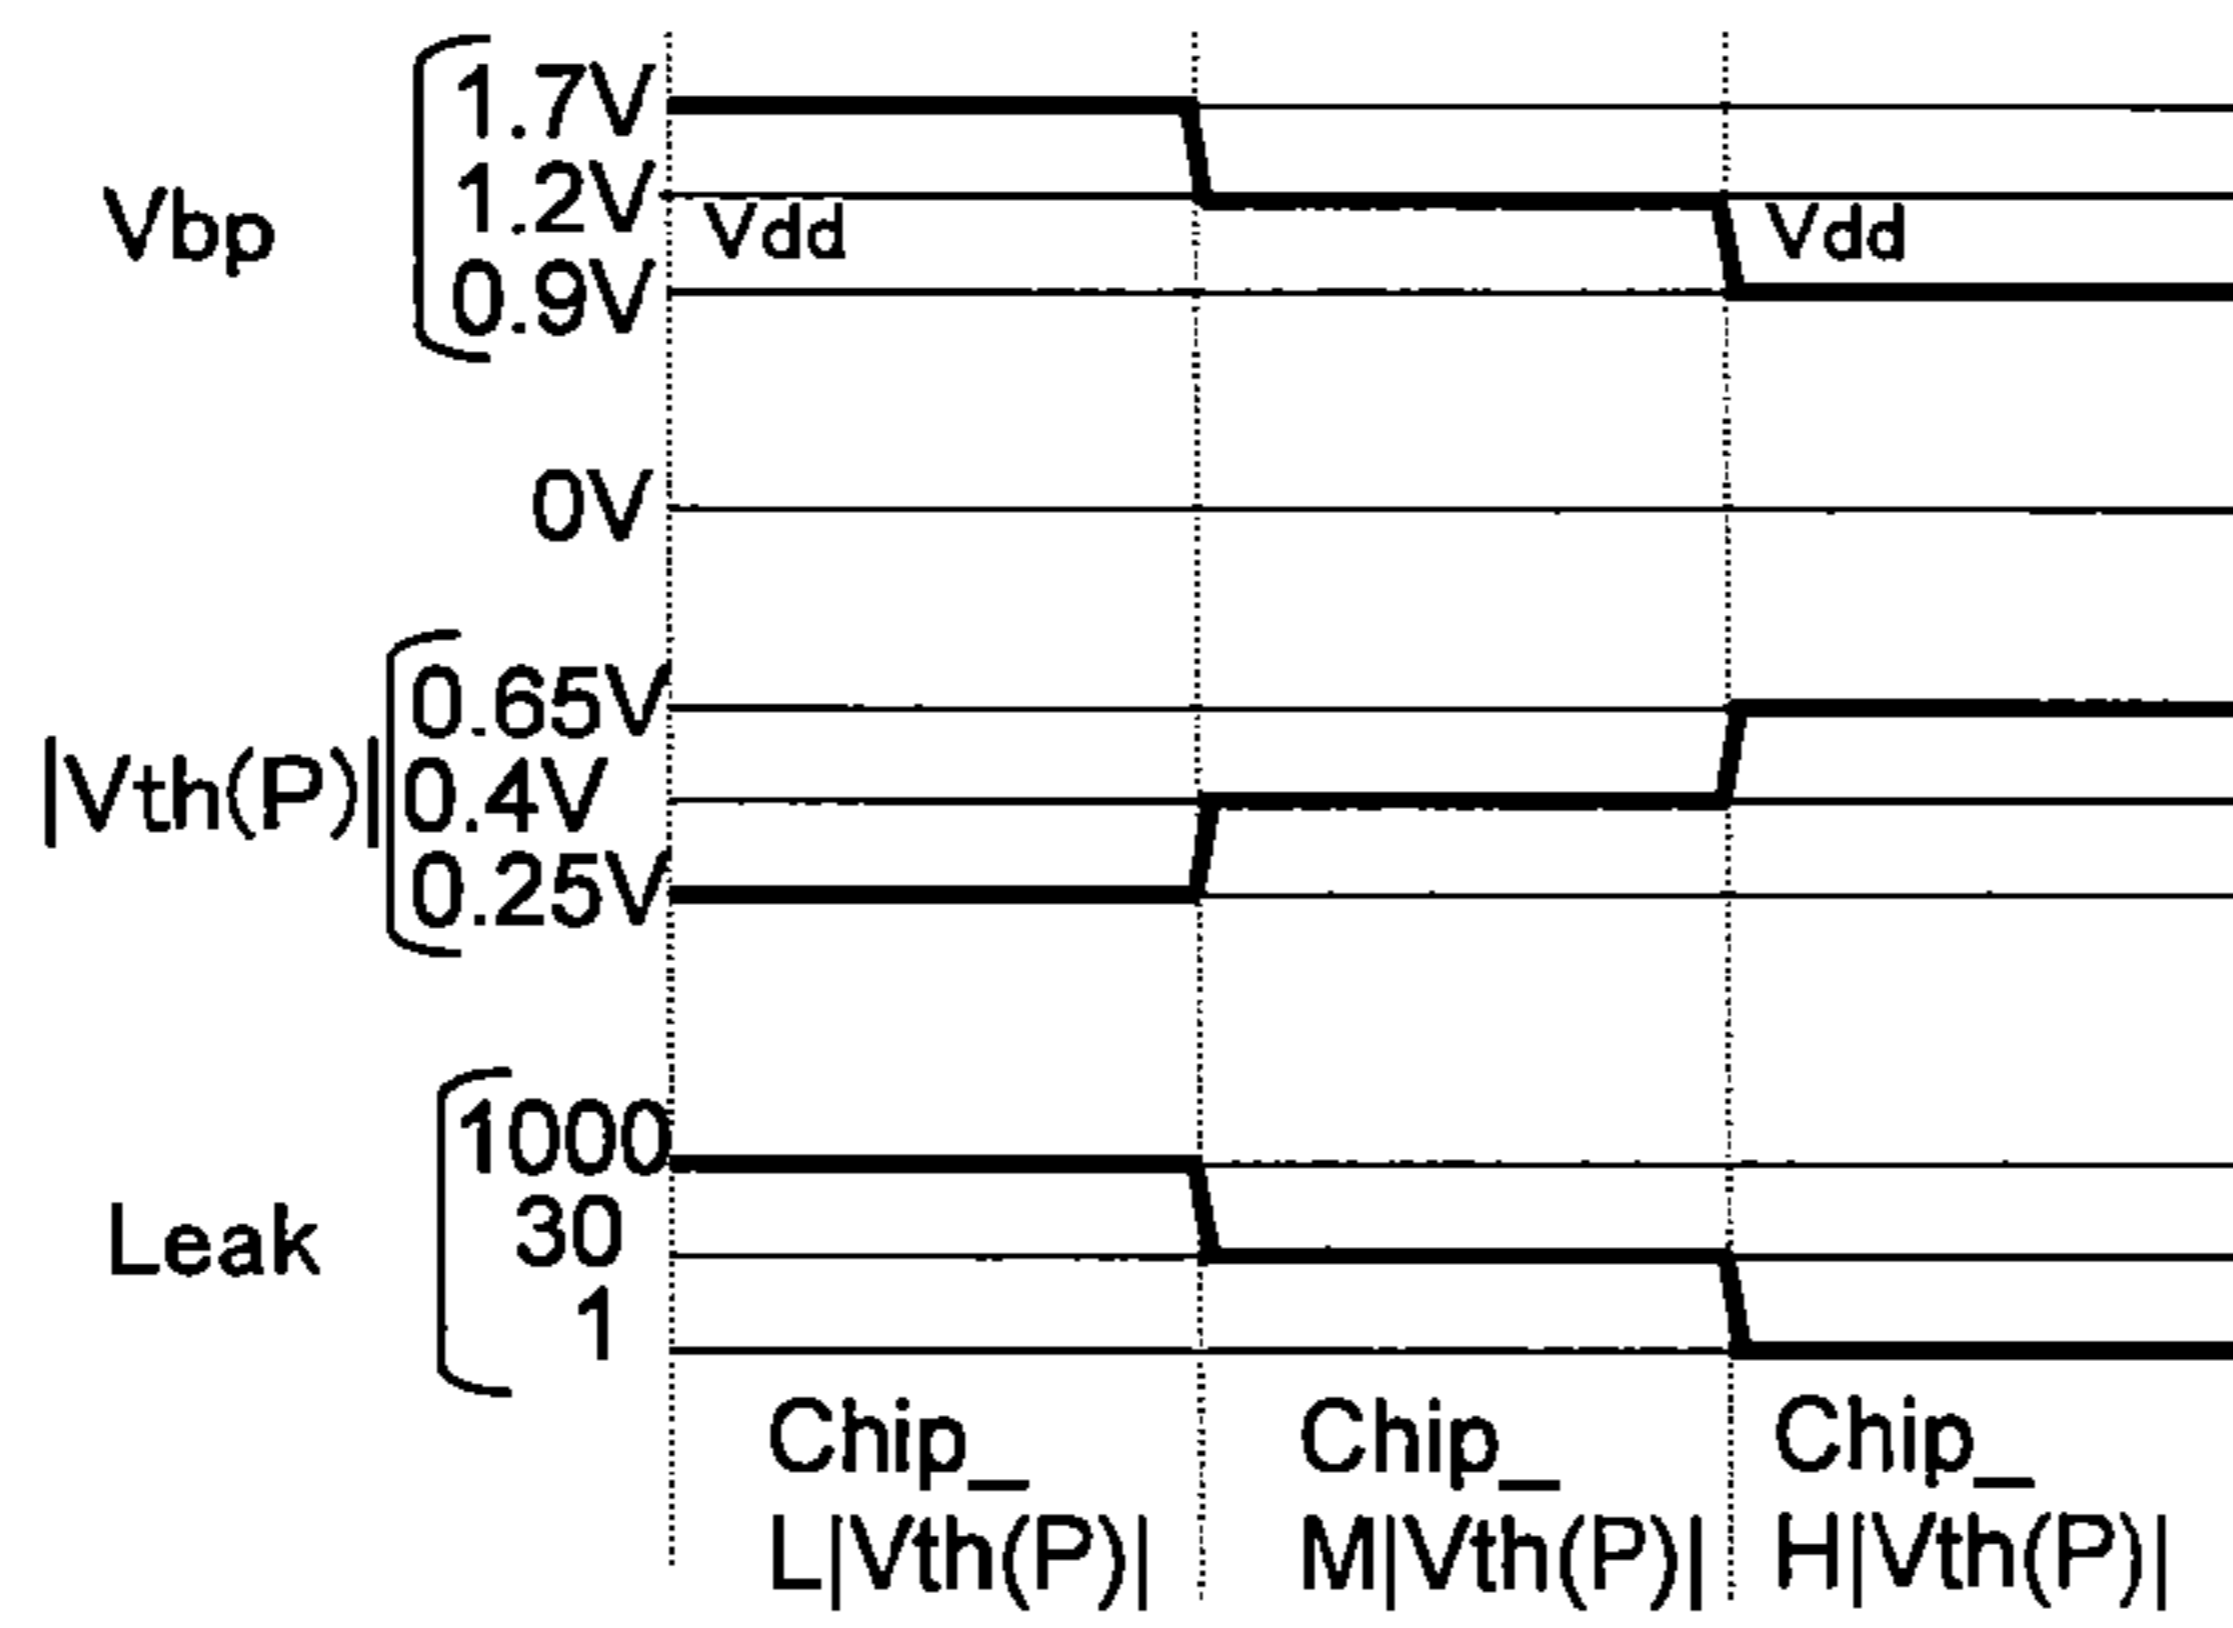 1.7V
Vbp 1.2V Vdd Vdd
0.9V
0V
0.65V
|Vth(P)| 0.4V
0.25V
1000
Leak 30
1
Chip_ Chip_ Chip_
L|Vth(P)| M|Vth(P)| H|Vth(P)|